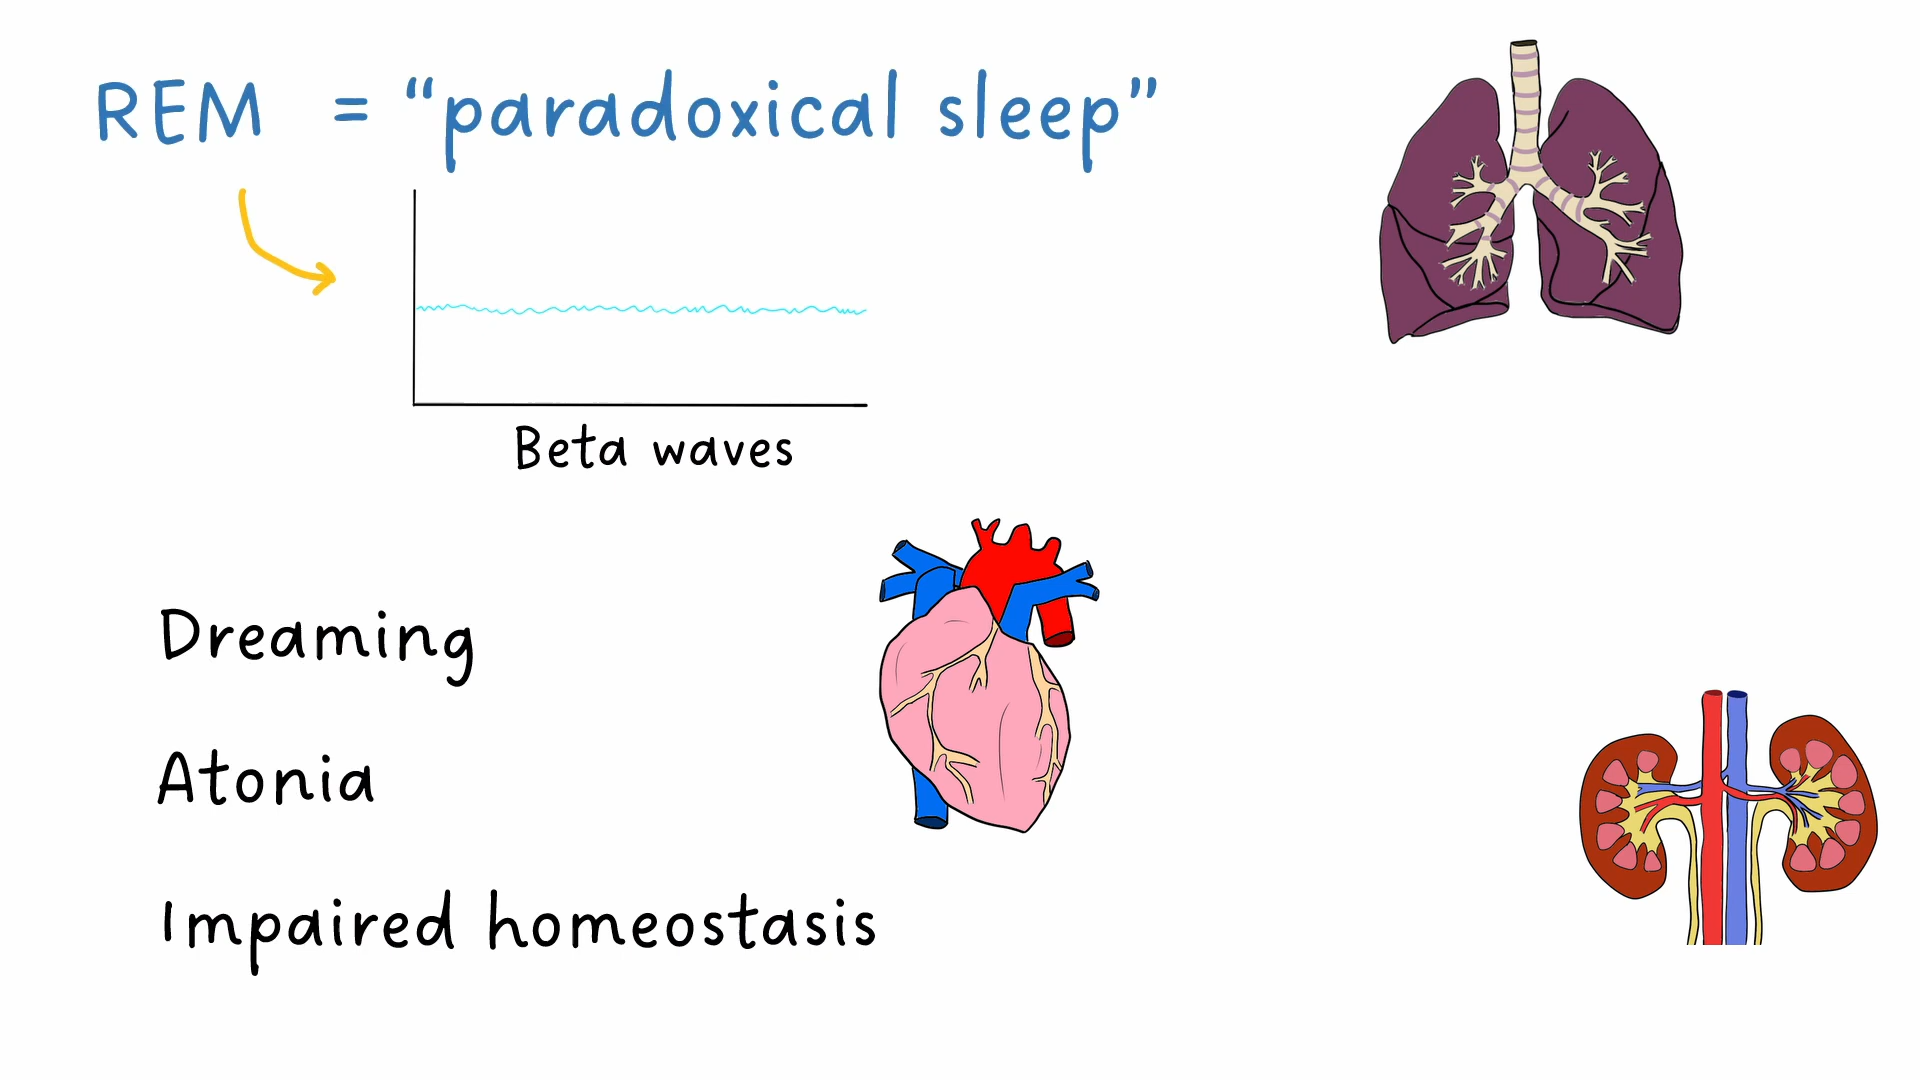 REM = “paradoxical sleep”
Beta waves
Dreaming
Atonia
Impaired homeostasis